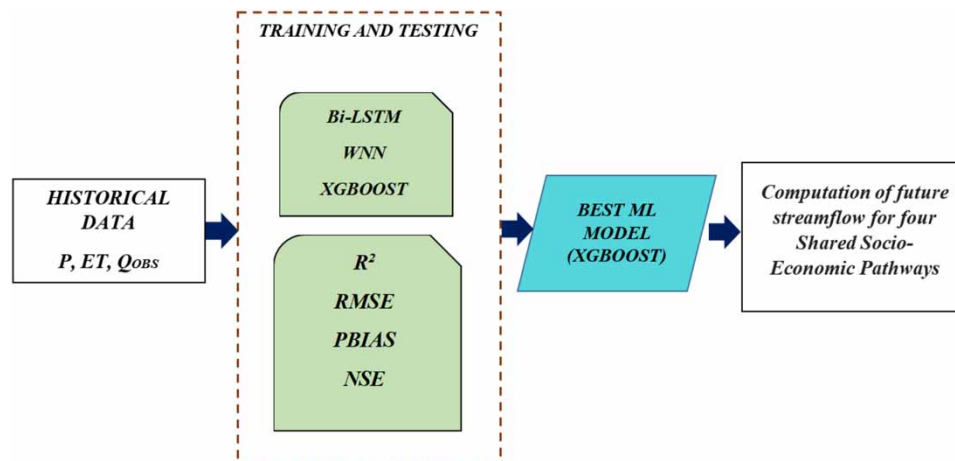 TRAINING AND TESTING
Bi-LSTM
WNN
XGBOOST
R²
RMSE
PBIAS
NSE
HISTORICAL
DATA
P, ET, QOBS
BEST ML
MODEL
(XGBOOST)
Computation of future
streamflow for four
Shared Socio-
Economic Pathways